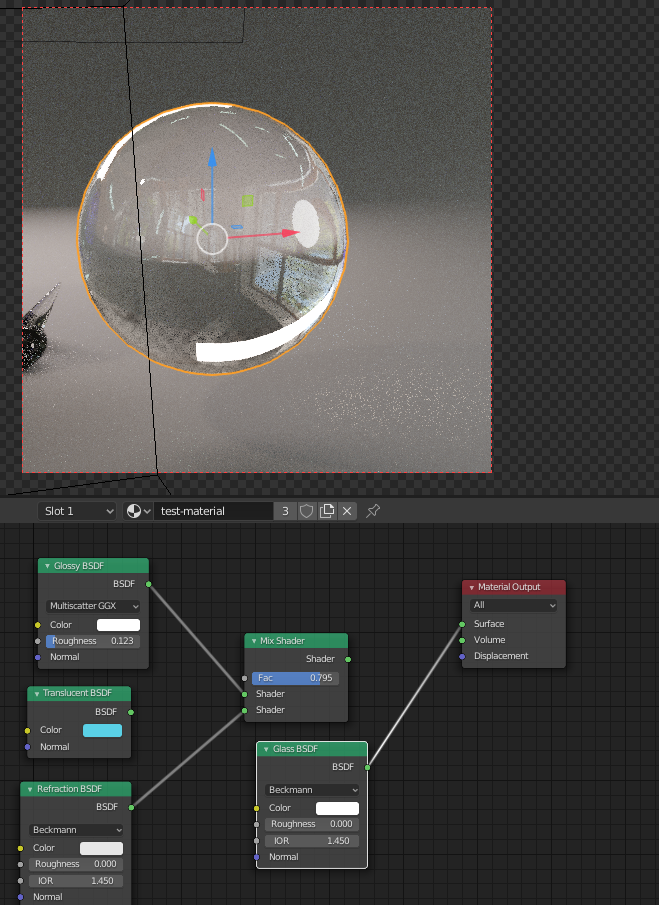 Slot 1
test-material
3
Glossy BSDF
BSDF
Multiscatter GGX
Color
Roughness 0.123
Normal
Translucent BSDF
BSDF
Color
Normal
Refraction BSDF
BSDF
Beckmann
Color
Roughness 0.000
IOR 1.450
Normal
Mix Shader
Shader
Fac 0.795
Shader
Shader
Glass BSDF
BSDF
Beckmann
Color
Roughness 0.000
IOR 1.450
Normal
Material Output
All
Surface
Volume
Displacement